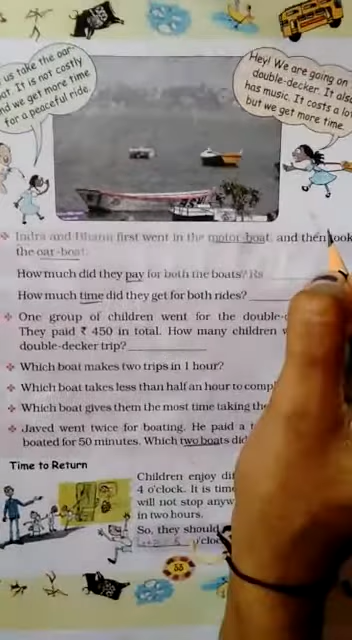 us take the oar
at. It is not costly
nd we get more time
for a peaceful ride.
Hey! We are going on
double-decker. It also
has music. It costs a lot
but we get more time.
❖ Indra and Bhanu first went in the motor-boat, and then took
the oar-boat.
How much did they pay for both the boats? Rs
How much time did they get for both rides?
❖ One group of children went for the double-
They paid ₹ 450 in total. How many children
double-decker trip?
❖ Which boat makes two trips in 1 hour?
❖ Which boat takes less than half an hour to compl
❖ Which boat gives them the most time taking the
❖ Javed went twice for boating. He paid a t
boated for 50 minutes. Which two boats did
Time to Return
Children enjoy di
4 o'clock. It is time
will not stop anyw
in two hours.
So, they should
o'cloc
53